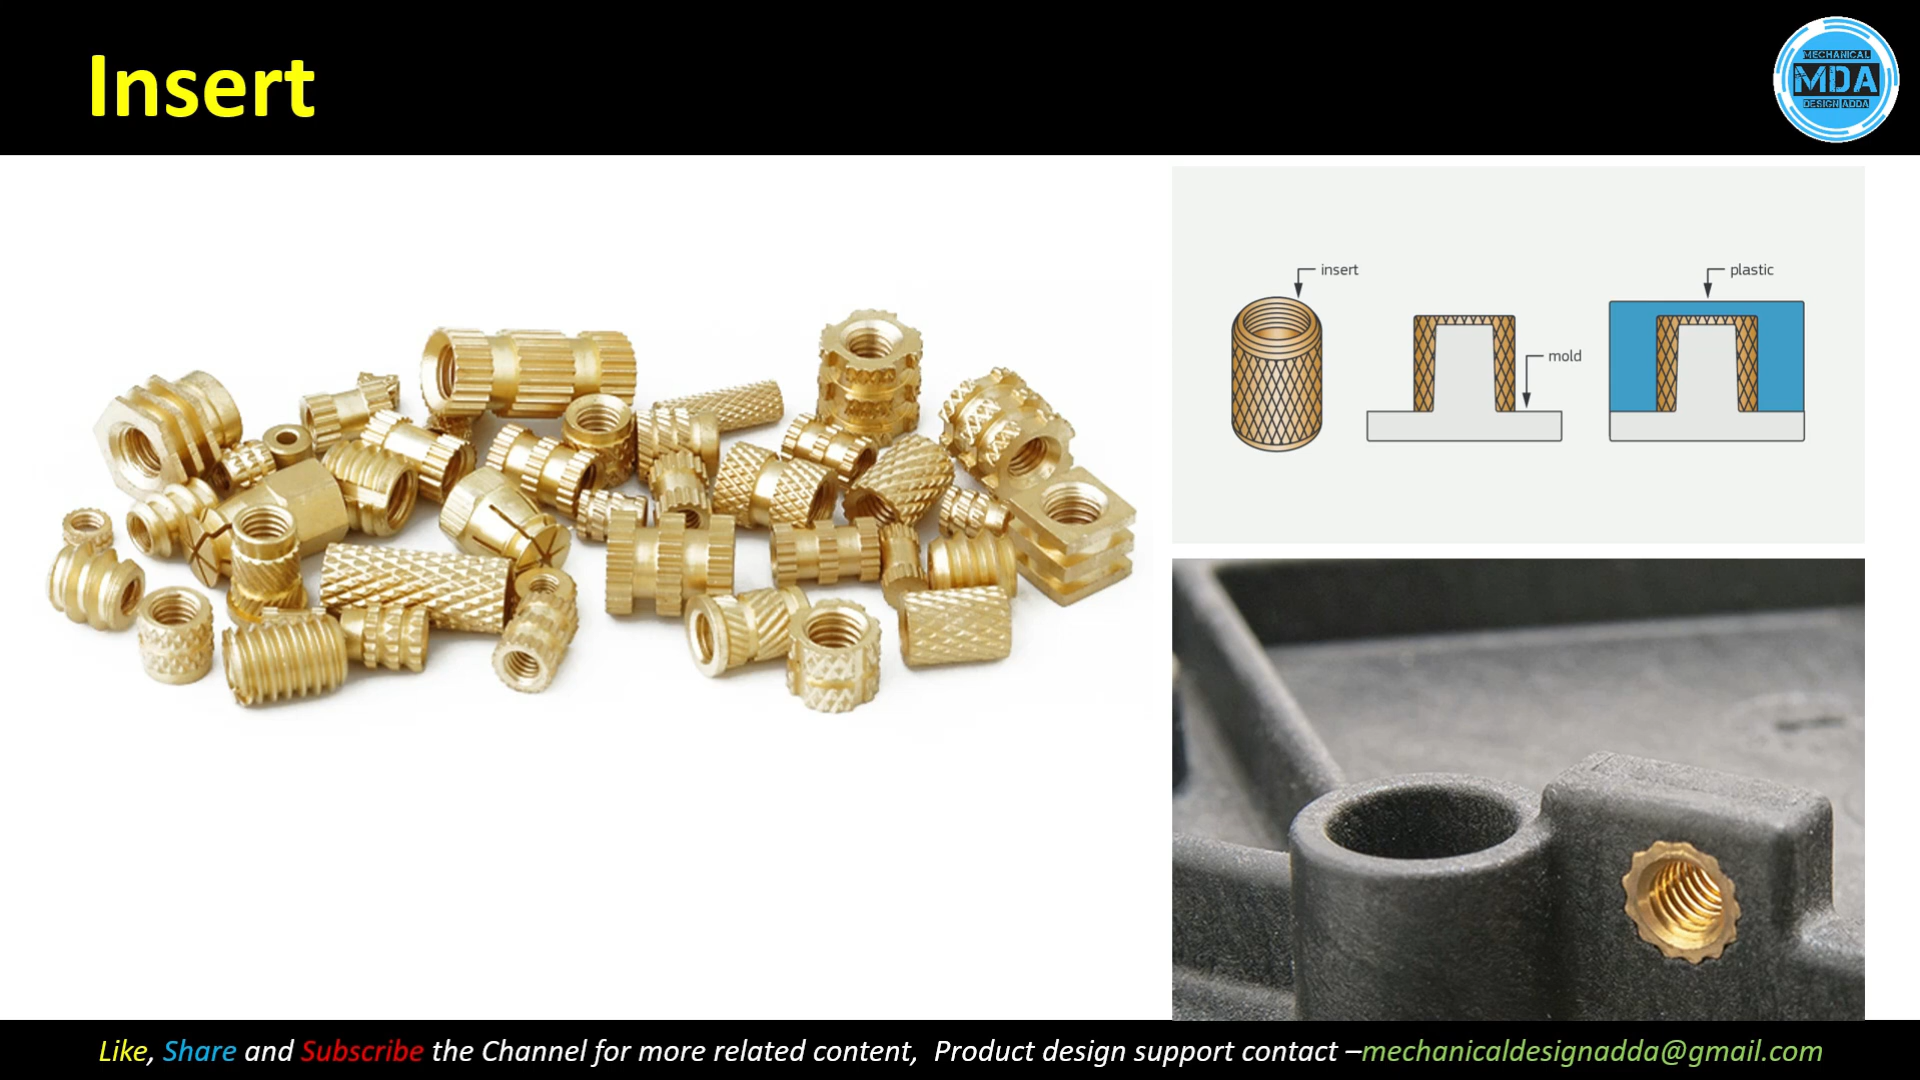 Insert
MECHANICAL
MDA
DESIGN ADDA
insert
plastic
mold
Like, Share and Subscribe the Channel for more related content, Product design support contact –mechanicaldesignadda@gmail.com